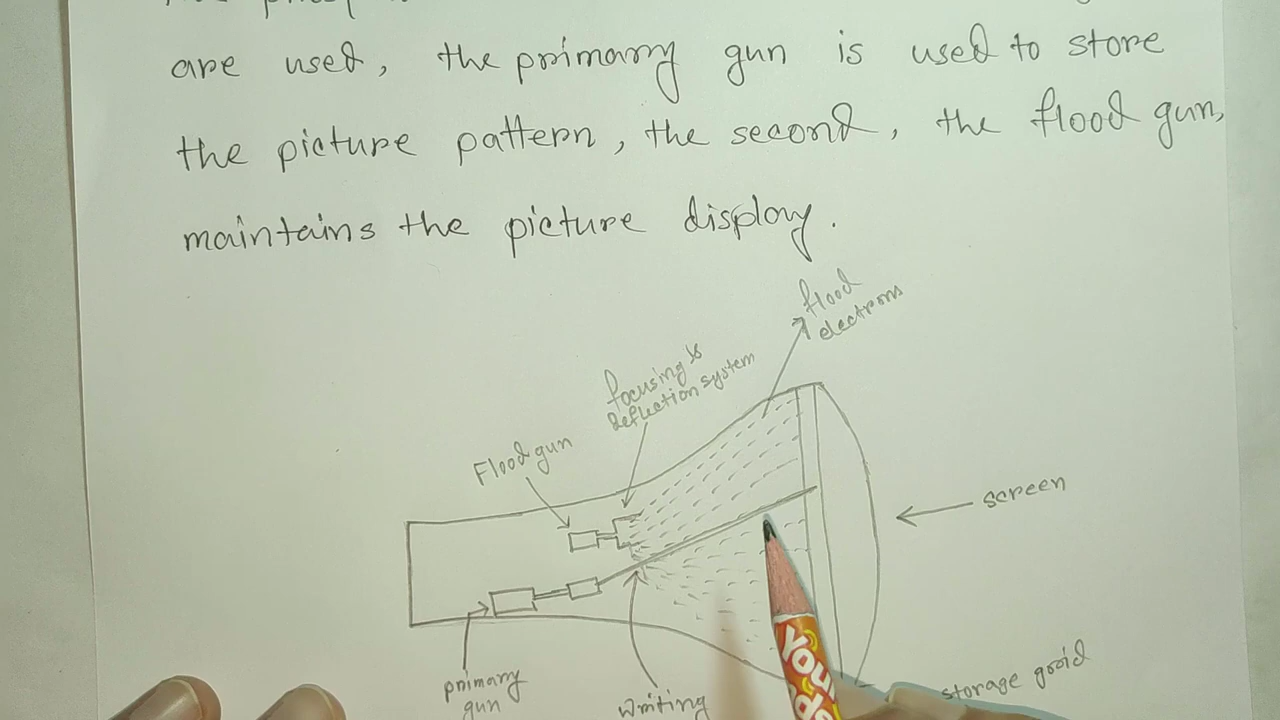 are used, the primary gun is used to store
the picture pattern, the second, the flood gun,
maintains the picture display.
flood
electrons
focusing &
deflection system
Flood gun
screen
primary
gun
writing
storage grid
You